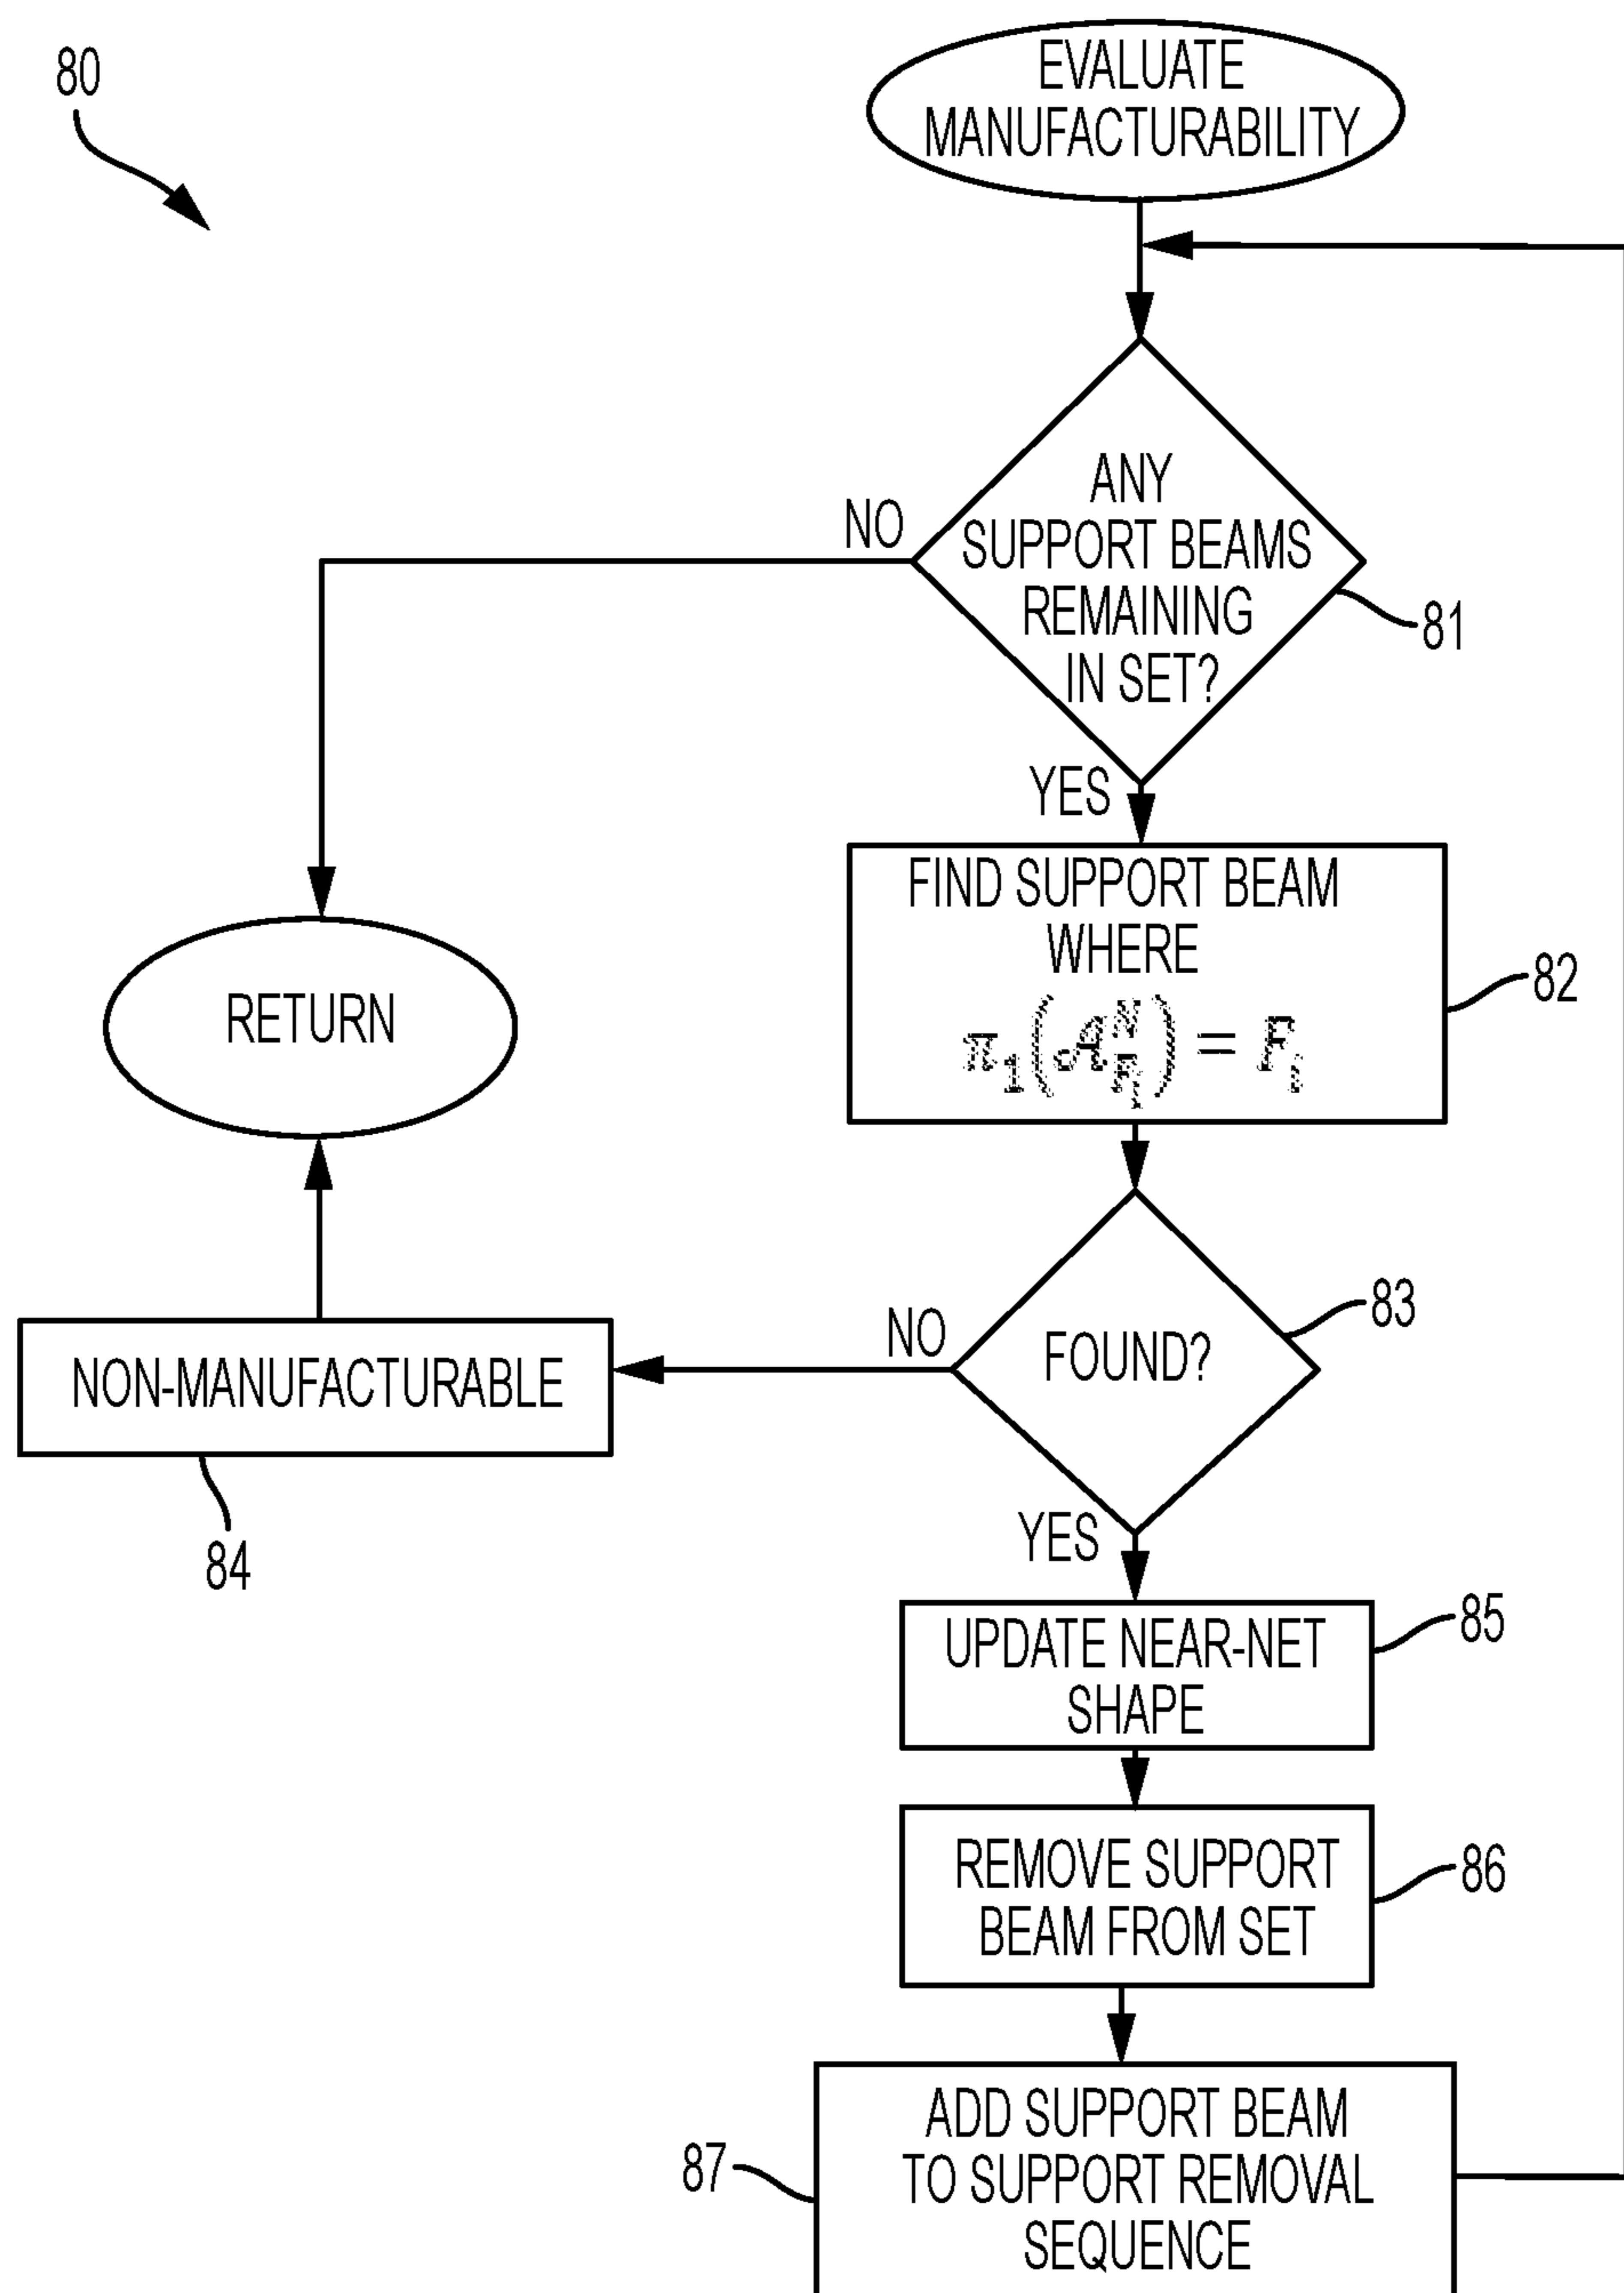 80
EVALUATE
MANUFACTURABILITY
ANY
SUPPORT BEAMS
REMAINING
IN SET?
NO
81
YES
FIND SUPPORT BEAM
WHERE
= F_i
82
RETURN
FOUND?
83
NO
NON-MANUFACTURABLE
84
YES
UPDATE NEAR-NET
SHAPE
85
REMOVE SUPPORT
BEAM FROM SET
86
ADD SUPPORT BEAM
TO SUPPORT REMOVAL
SEQUENCE
87